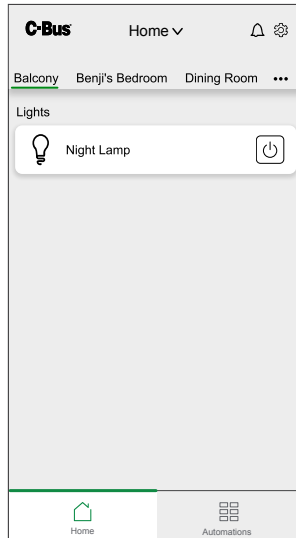 C-Bus Home
Balcony Benji's Bedroom Dining Room •••
Lights
Night Lamp
Home Automations